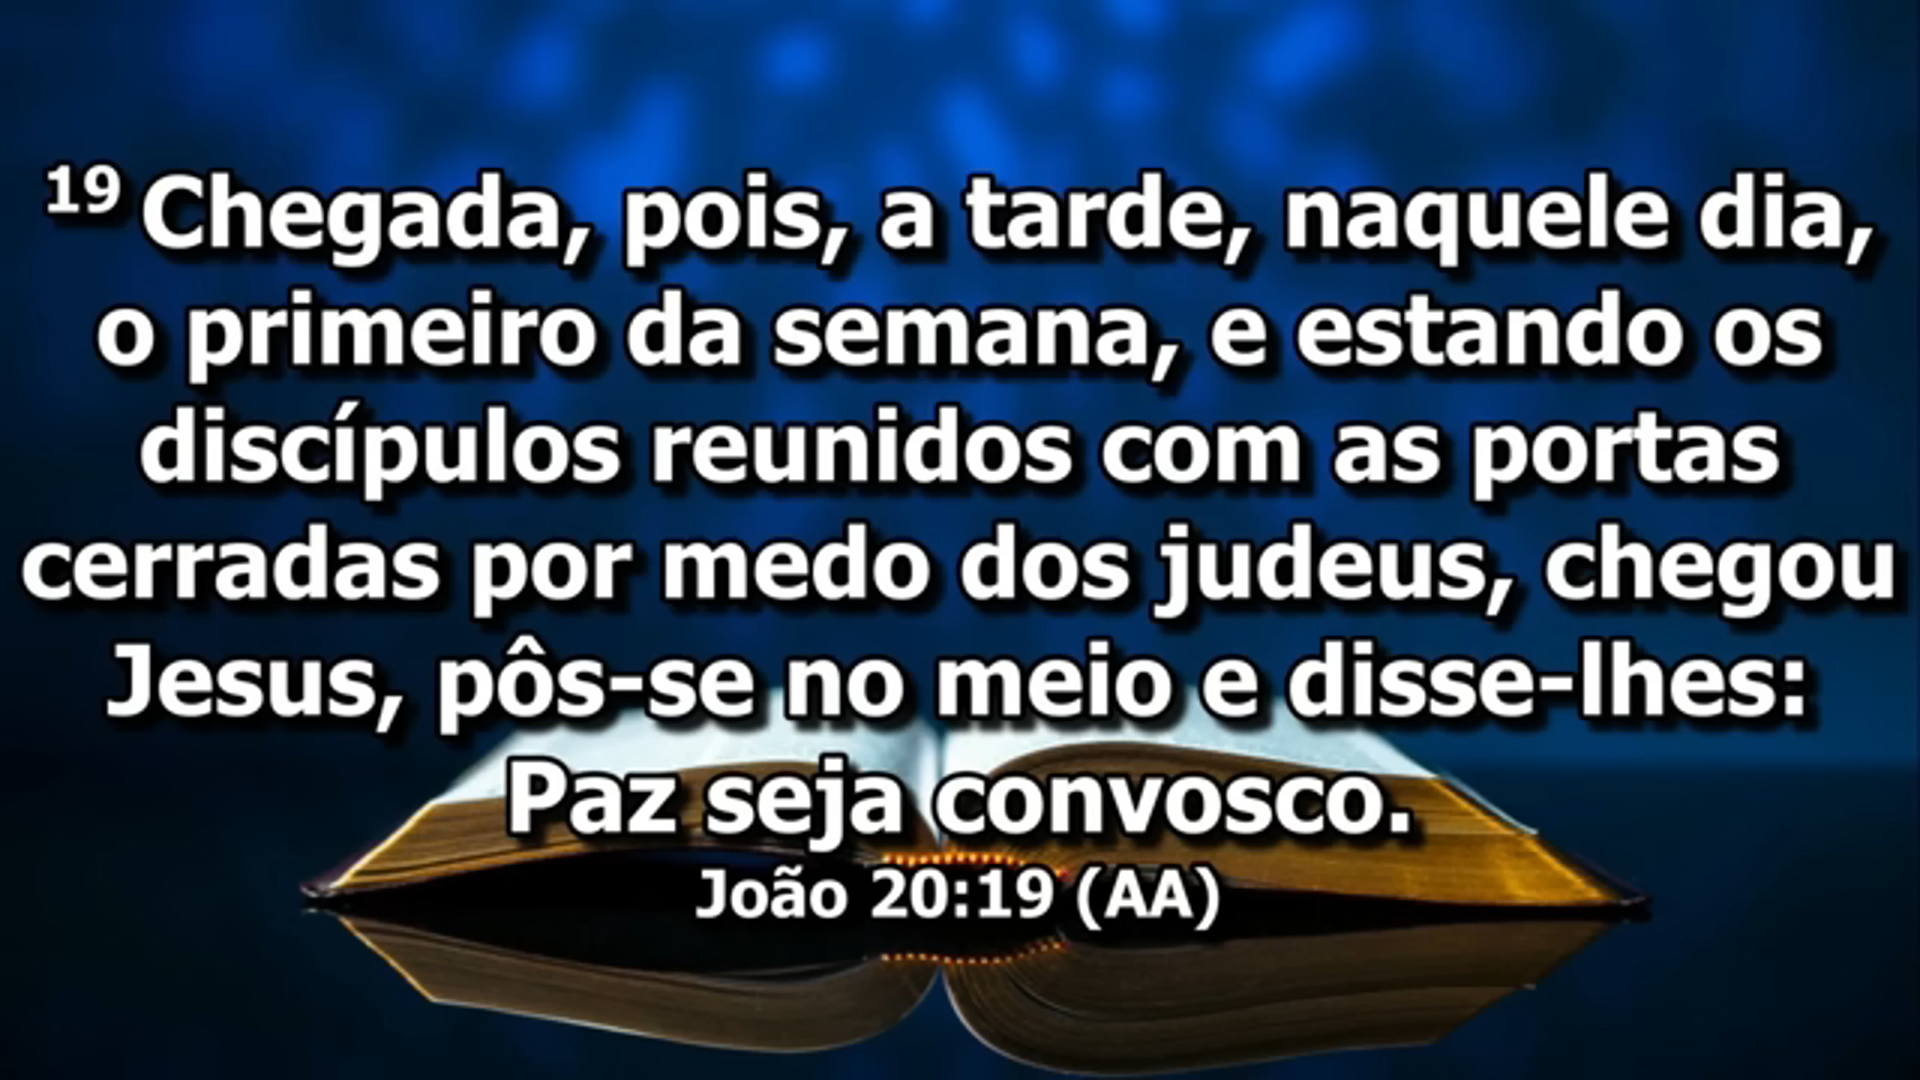 19 Chegada, pois, a tarde, naquele dia,
o primeiro da semana, e estando os
discípulos reunidos com as portas
cerradas por medo dos judeus, chegou
Jesus, pôs-se no meio e disse-lhes:
Paz seja convosco.
João 20:19 (AA)